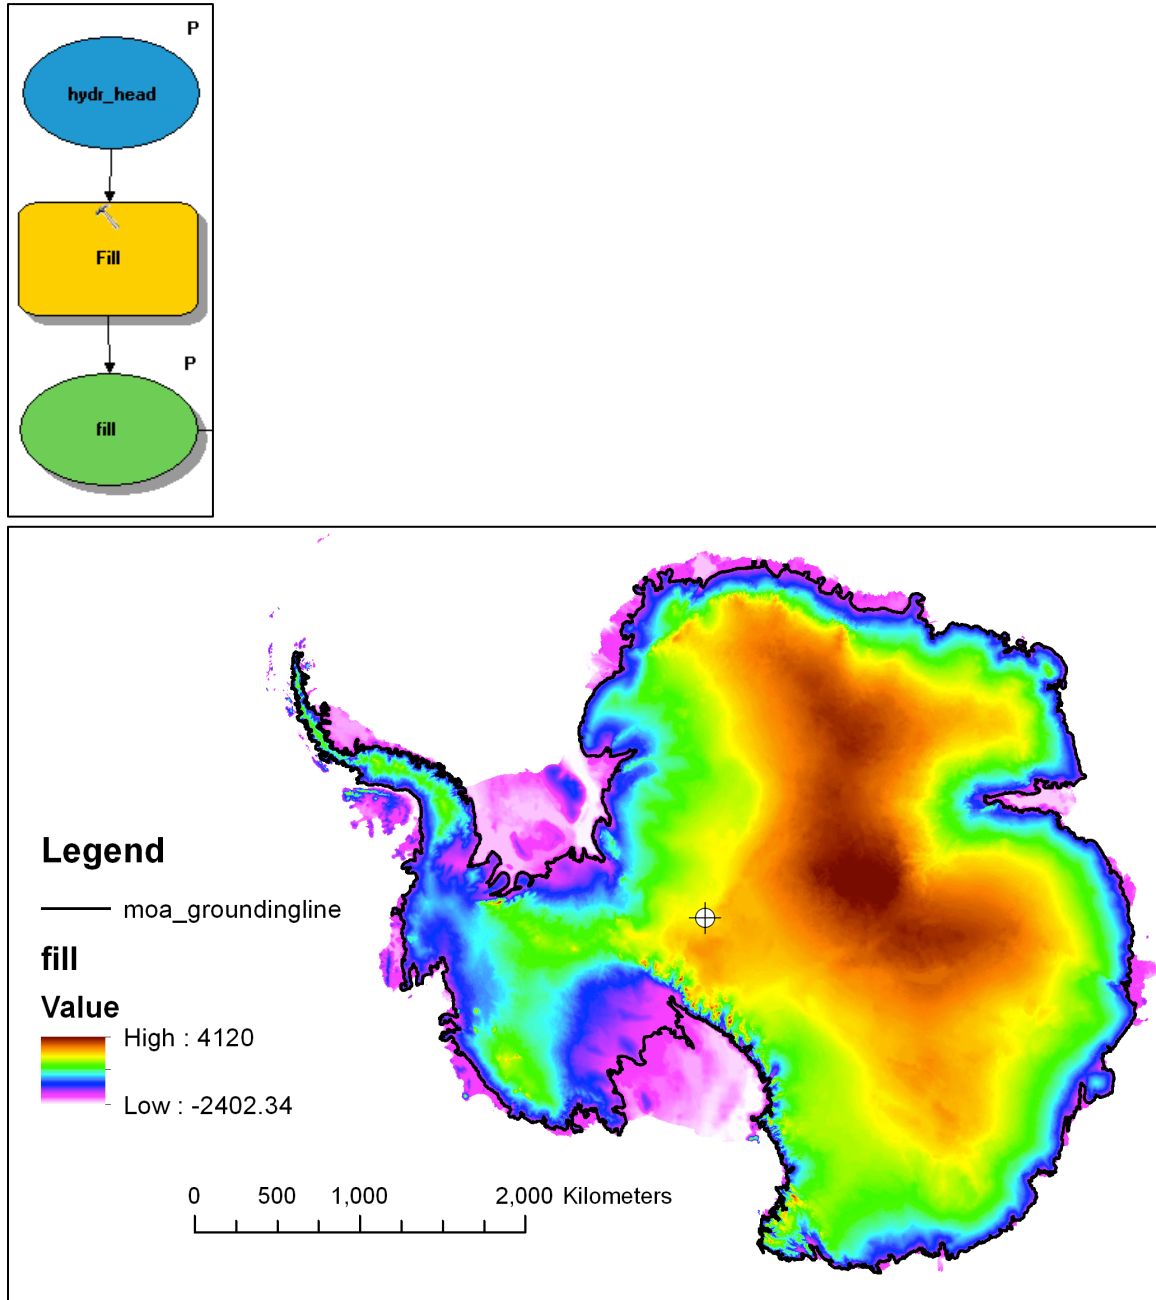 P
hydr_head
Fill
P
fill
Legend
moa_groundingline
fill
Value
High : 4120
Low : -2402.34
0 500 1,000 2,000 Kilometers